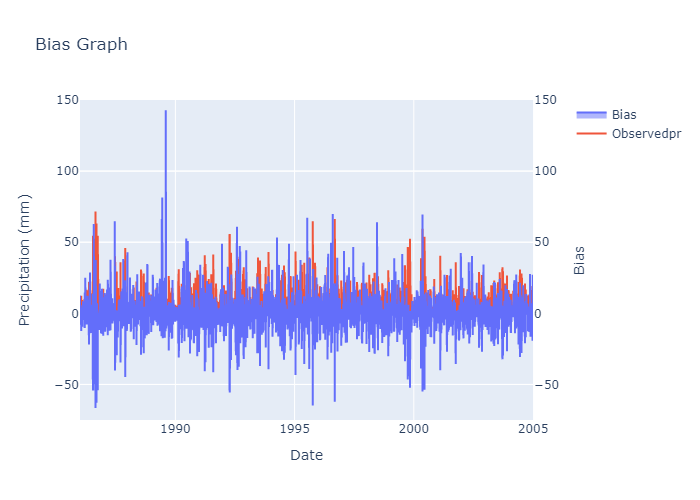 Bias Graph
150
100
50
0
−50
150
100
50
0
−50
1990
1995
2000
2005
Date
Precipitation (mm)
Bias
Bias
Observedpr